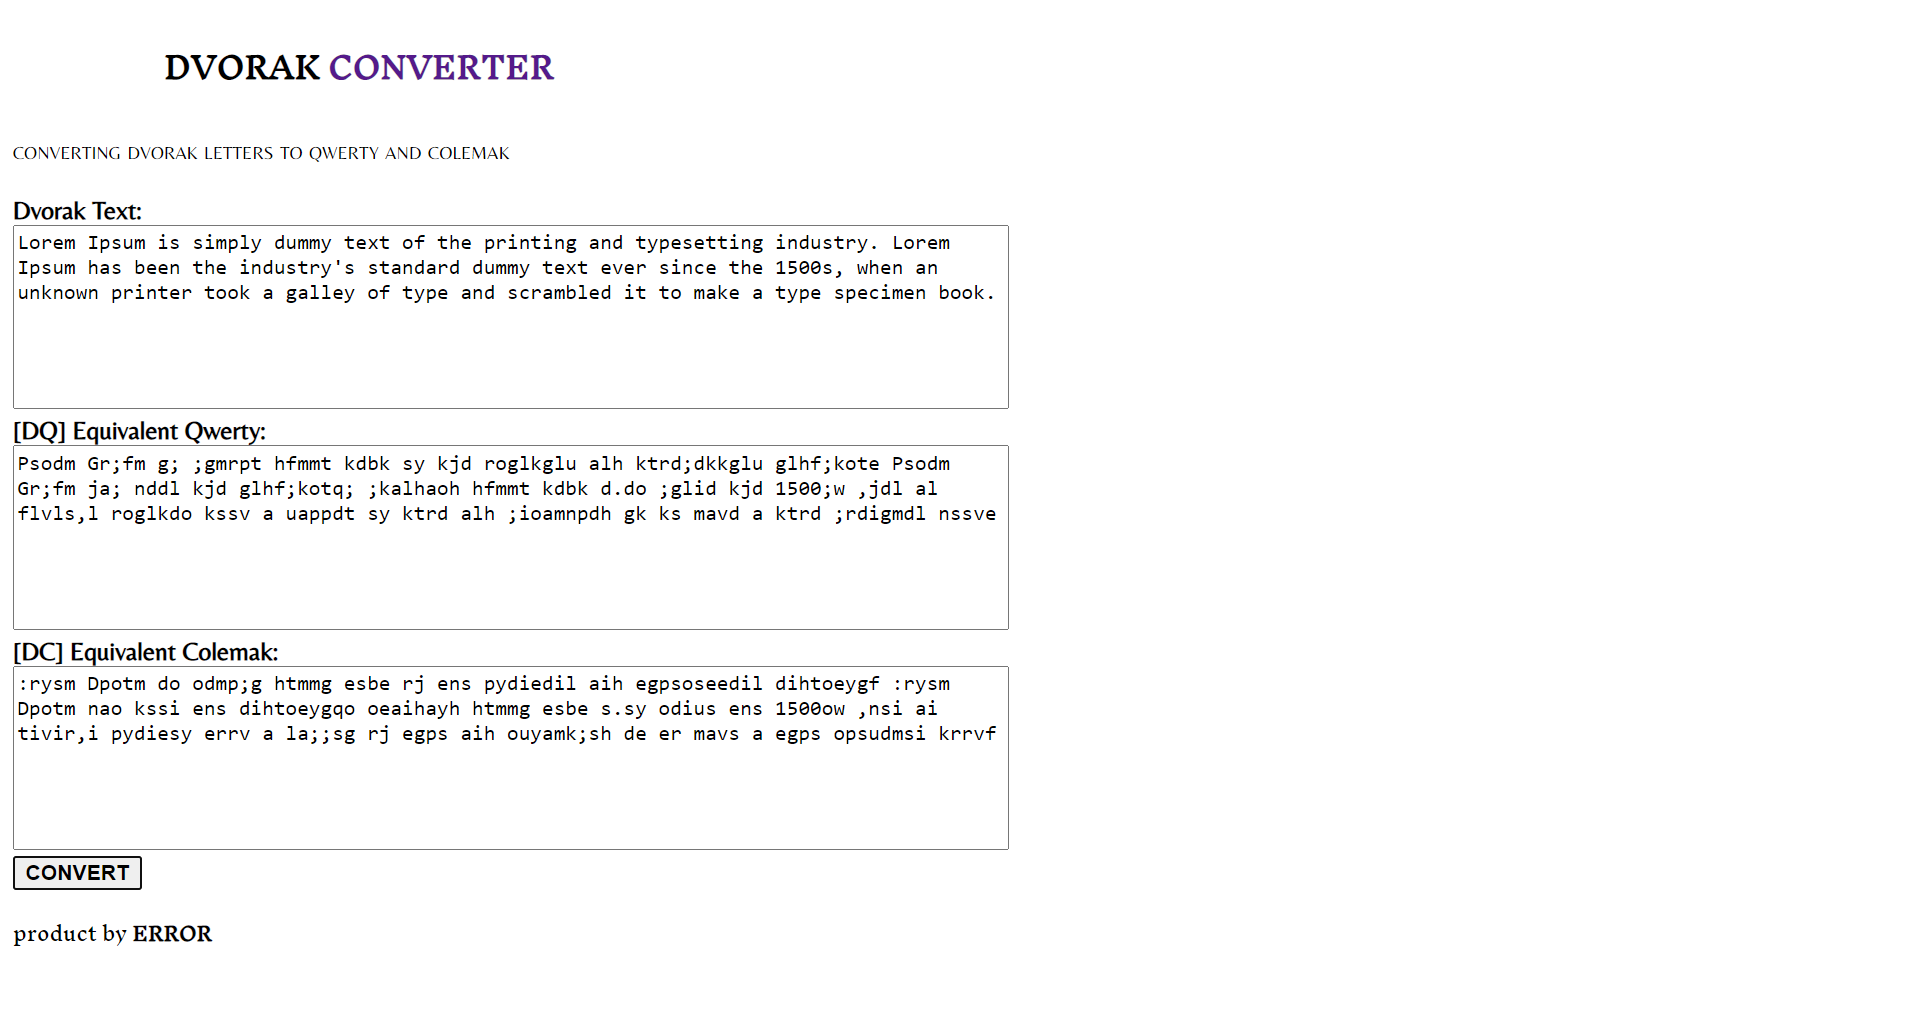 DVORAK CONVERTER
CONVERTING DVORAK LETTERS TO QWERTY AND COLEMAK
Dvorak Text:
Lorem Ipsum is simply dummy text of the printing and typesetting industry. Lorem
Ipsum has been the industry's standard dummy text ever since the 1500s, when an
unknown printer took a galley of type and scrambled it to make a type specimen book.
[DQ] Equivalent Qwerty:
Psodm Gr;fm g; ;gmrpt hfmmt kdbk sy kjd roglkglu alh ktrd;dkkglu glhf;kote Psodm
Gr;fm ja; nddl kjd glhf;kotq; ;kalhaoh hfmmt kdbk d.do ;glid kjd 1500;w ,jdl al
flvls,l roglkdo kssv a uappdt sy ktrd alh ;ioamnpdh gk ks mavd a ktrd ;rdigmdl nssve
[DC] Equivalent Colemak:
:rysm Dpotm do odmp;g htmmg esbe rj ens pydiedil aih egpsoseedil dihtoeygf :rysm
Dpotm nao kssi ens dihtoeygqo oeaihayh htmmg esbe s.sy odius ens 1500ow ,nsi ai
tivir,i pydiesy errv a la;;sg rj egps aih ouyamk;sh de er mavs a egps opsudmsi krrvf
CONVERT
product by ERROR